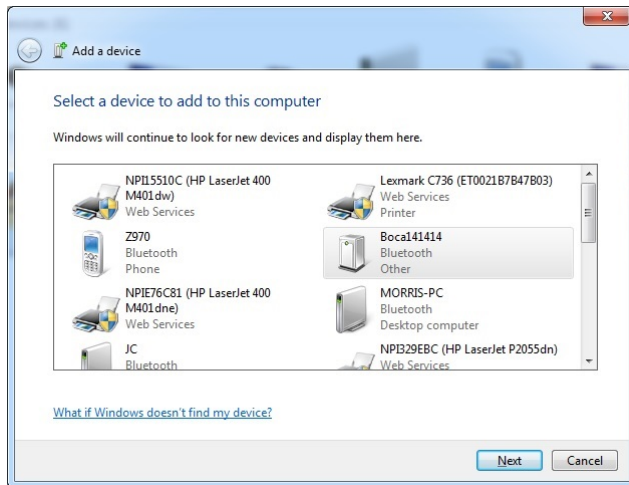 Add a device
Select a device to add to this computer
Windows will continue to look for new devices and display them here.
NPI15510C (HP LaserJet 400
M401dw)
Web Services
Lexmark C736 (ET0021B7B47B03)
Web Services
Printer
Z970
Bluetooth
Phone
Boca141414
Bluetooth
Other
NPIE76C81 (HP LaserJet 400
M401dne)
Web Services
MORRIS-PC
Bluetooth
Desktop computer
JC
Bluetooth
NPI329EBC (HP LaserJet P2055dn)
Web Services
What if Windows doesn't find my device?
Next
Cancel